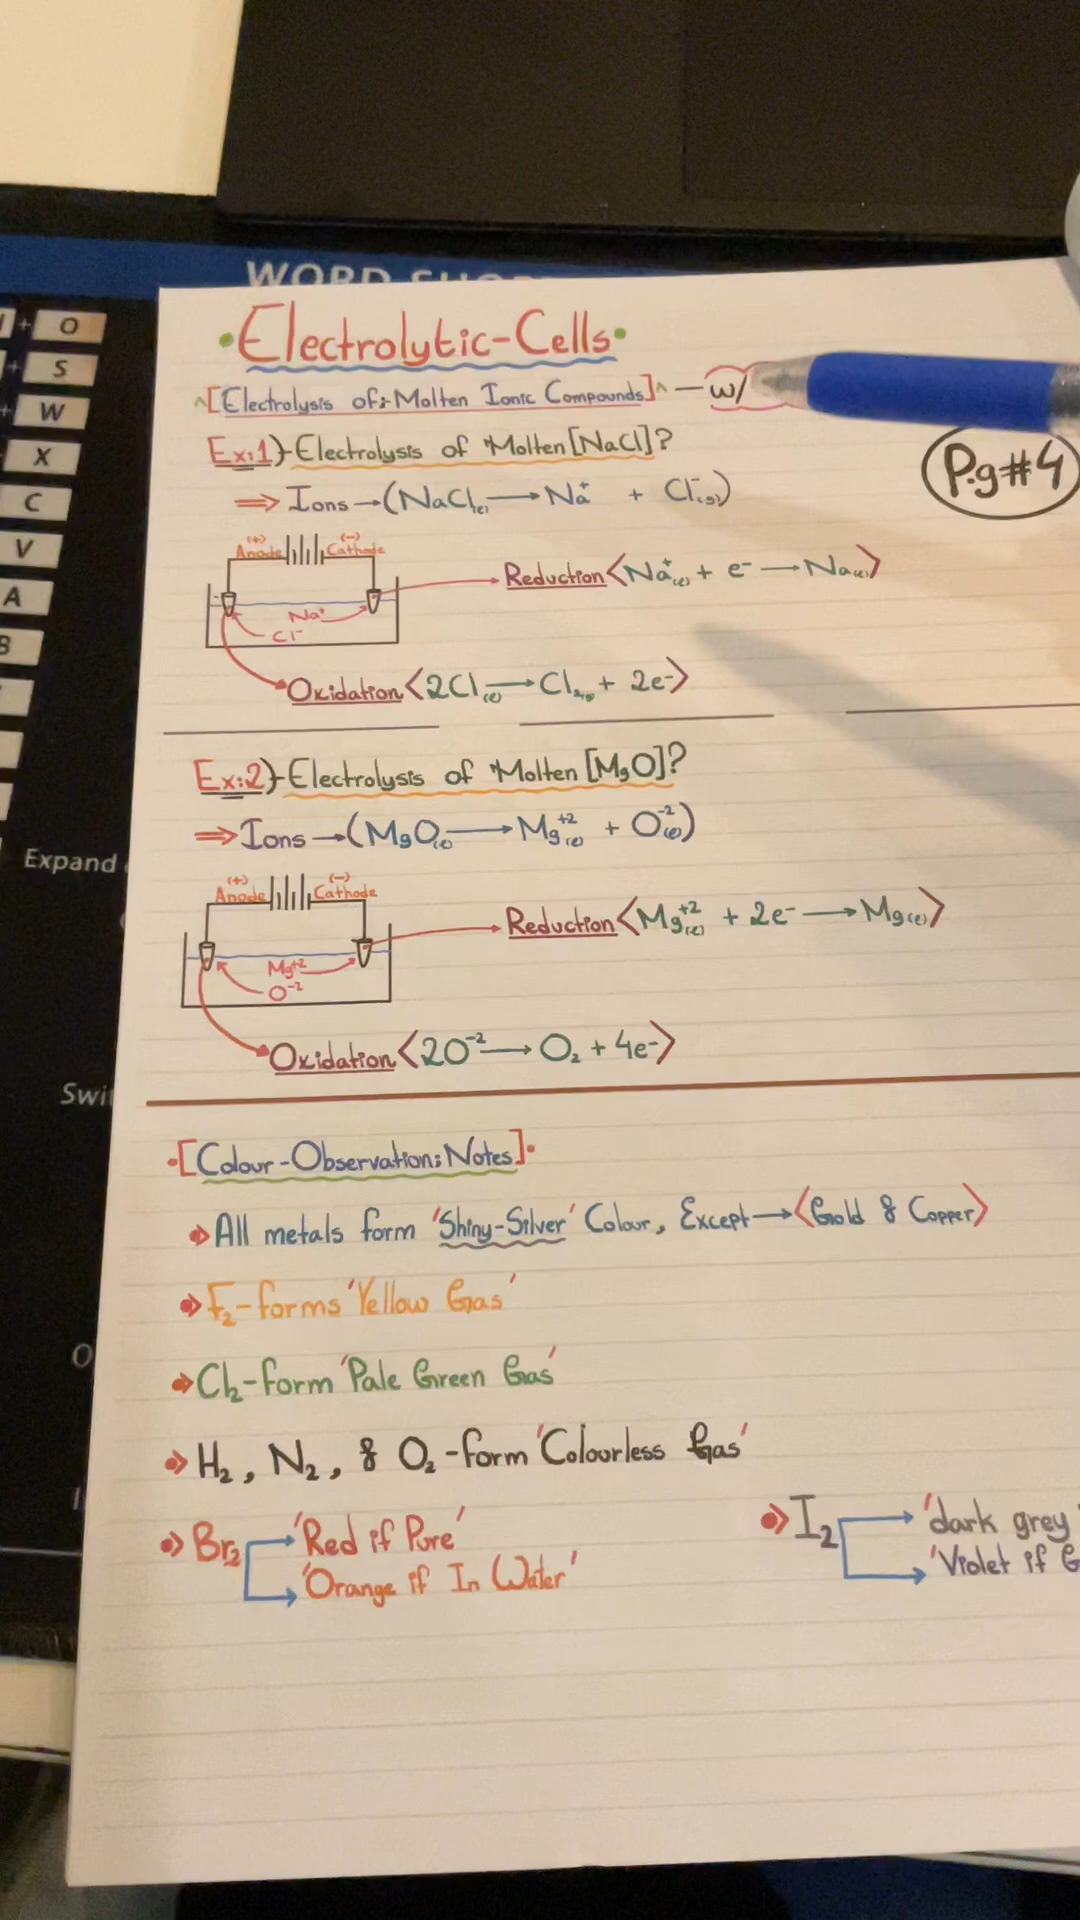 WORD
•Electrolytic-Cells•
^[Electrolysis of:-Molten Ionic Compounds]^ — w/
Ex:1}-Electrolysis of "Molten [NaCl]?
P.g#4
⇒ Ions →(NaCl(l) → Na⁺ + Cl⁻(g))
(+) (-)
Anode Cathode
Reduction <Na⁺(l) + e- → Na(l)>
Na⁺
Cl⁻
Oxidation <2Cl(l) → Cl₂(g) + 2e->
Ex:2}-Electrolysis of "Molten [MgO]?
⇒ Ions →(MgO(l) → Mg⁺²(l) + O⁻²(l))
(+) (-)
Anode Cathode
Reduction <Mg⁺²(l) + 2e- → Mg(l)>
Mg⁺²
O⁻²
Oxidation <2O⁻² → O₂ + 4e->
•[Colour-Observation:Notes]•
All metals form 'Shiny-Silver' Colour, Except → <Gold & Copper>
F₂-forms 'Yellow Gas'
Cl₂-form 'Pale Green Gas'
H₂, N₂, & O₂-form 'Colourless Gas'
Br₂ → 'Red if Pure'
'Orange if In Water'
I₂ → 'dark grey
'Violet if G
+ O
+ S
+ W
X
C
V
A
B
Expand
Swi
O